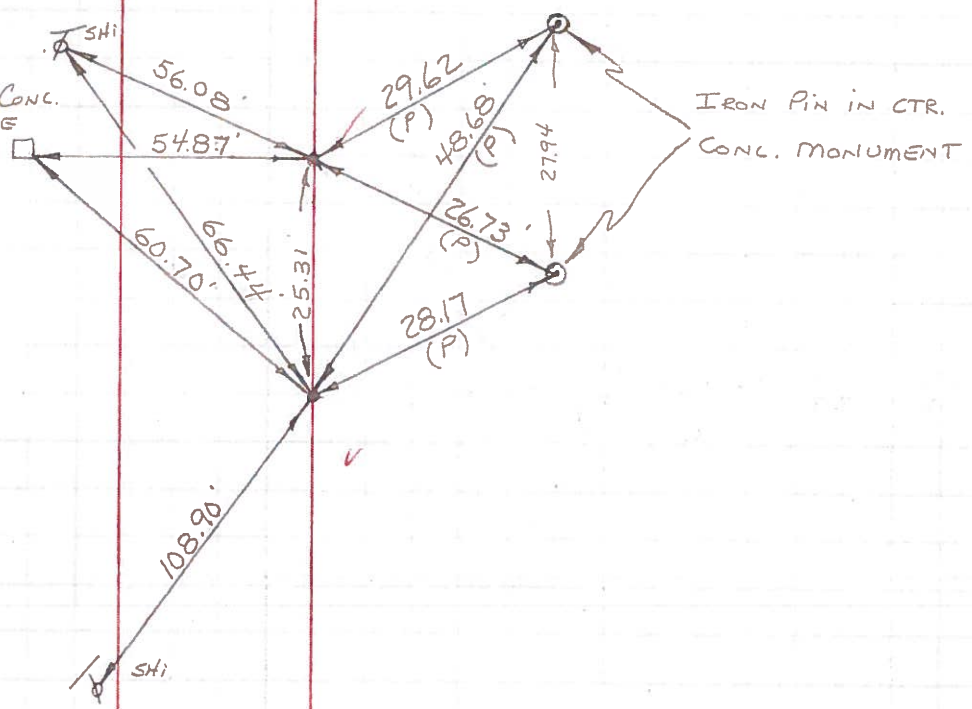 SHi
56.08'
CONC.
E
54.87'
29.62
(P)
48.68'
(P)
27.94
IRON PIN IN CTR.
CONC. MONUMENT
26.73'
(P)
60.70'
66.44'
25.31
28.17
(P)
108.90'
SHi